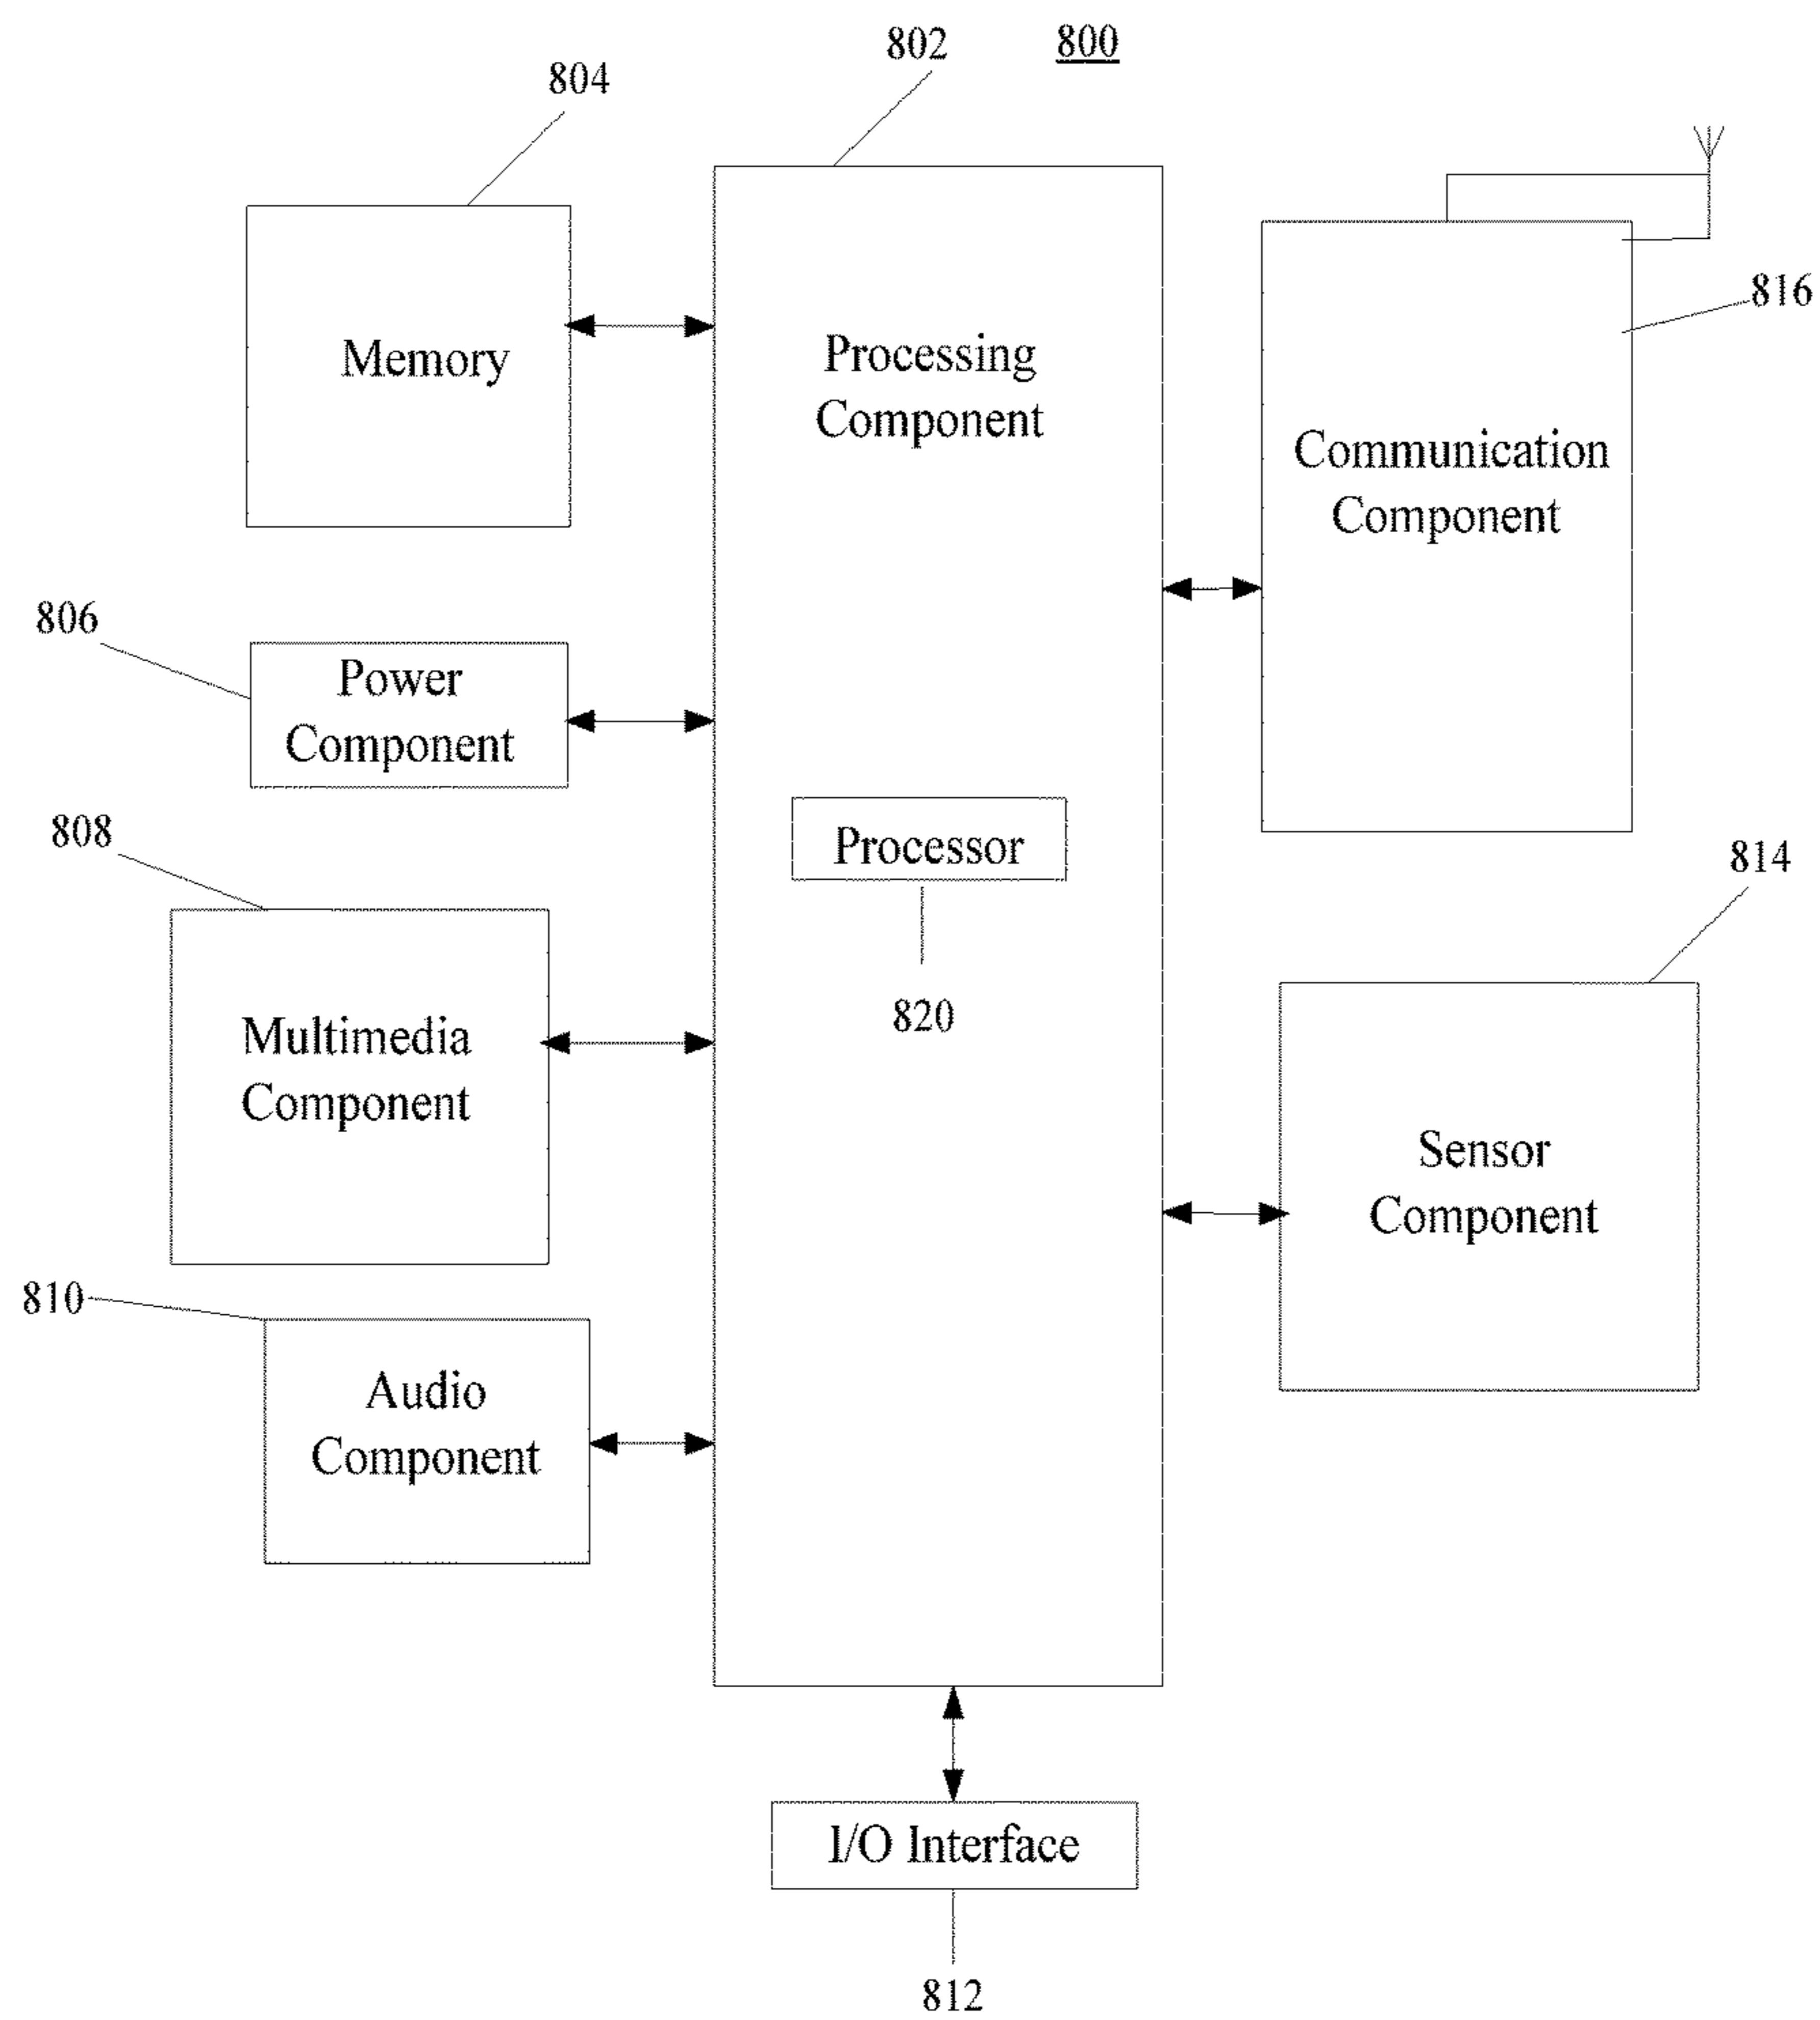 802
800
804
816
Memory
Processing
Component
Communication
Component
806
Power
Component
808
Processor
814
820
Multimedia
Component
Sensor
Component
810
Audio
Component
I/O Interface
812